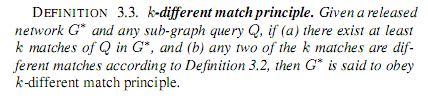 DEFINITION 3.3. k-different match principle. Given a released
network G*  and any sub-graph query Q, if (a) there exist at least
k matches of Q in G*, and (b) any two of the k matches are dif-
ferent matches according to Definition 3.2, then G* is said to obey
k-different match principle.